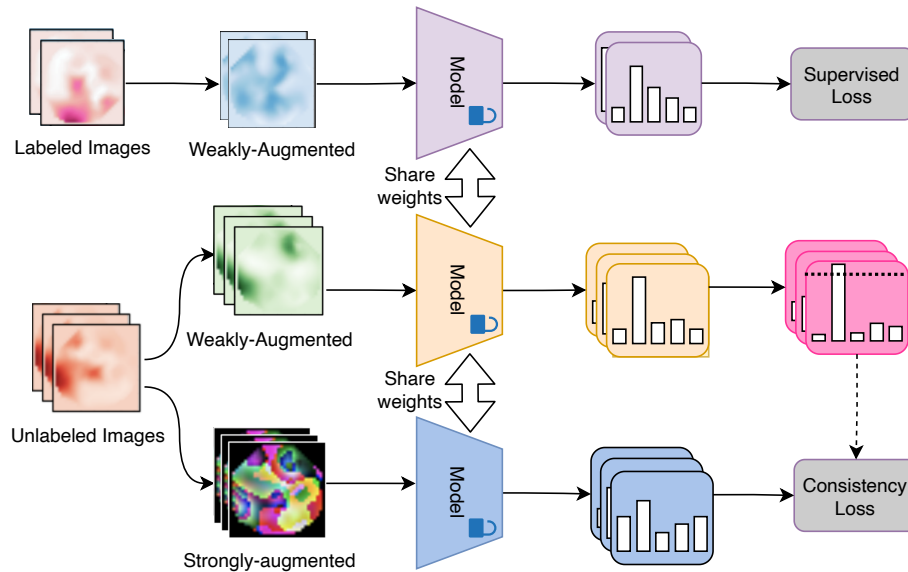 Labeled Images
Weakly-Augmented
Model
Supervised
Loss
Share
weights
Weakly-Augmented
Model
Unlabeled Images
Share
weights
Strongly-augmented
Model
Consistency
Loss